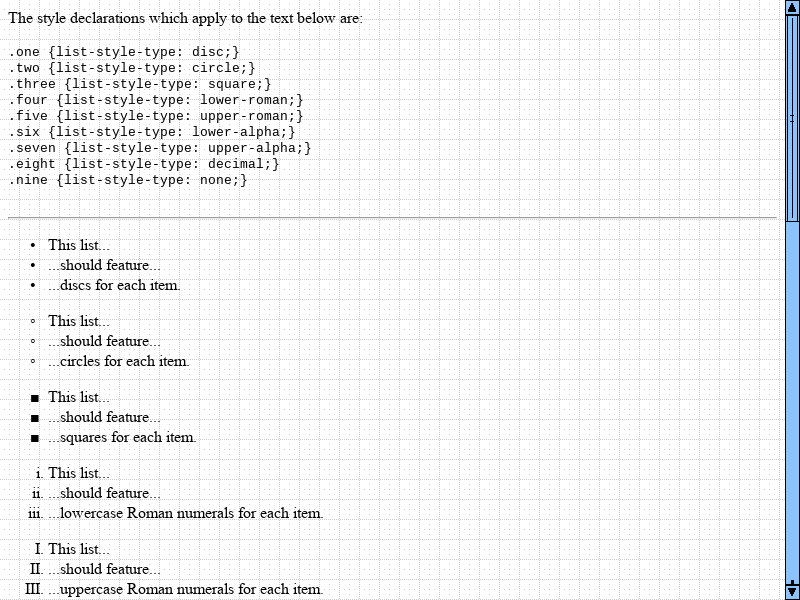 The style declarations which apply to the text below are:
.one {list-style-type: disc;}
.two {list-style-type: circle;}
.three {list-style-type: square;}
.four {list-style-type: lower-roman;}
.five {list-style-type: upper-roman;}
.six {list-style-type: lower-alpha;}
.seven {list-style-type: upper-alpha;}
.eight {list-style-type: decimal;}
.nine {list-style-type: none;}
• This list...
• ...should feature...
• ...discs for each item.
◦ This list...
◦ ...should feature...
◦ ...circles for each item.
■ This list...
■ ...should feature...
■ ...squares for each item.
i. This list...
ii. ...should feature...
iii. ...lowercase Roman numerals for each item.
I. This list...
II. ...should feature...
III. ...uppercase Roman numerals for each item.